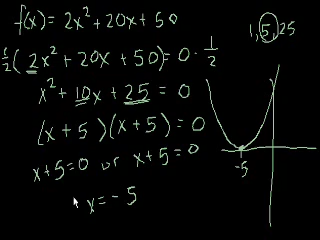 f(x) = 2x² + 20x + 50
1, 5, 25
1/2 (2x² + 20x + 50) = 0 · 1/2
x² + 10x + 25 = 0
(x + 5)(x + 5) = 0
x + 5 = 0 or x + 5 = 0
-5
x = -5